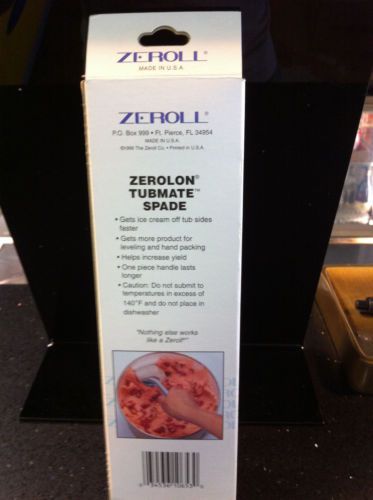 ZEROLL®
MADE IN U.S.A.
ZEROLL®
P.O. Box 999 • Ft. Pierce, FL 34954
MADE IN U.S.A.
©1996 The Zeroll Co. • Printed in U.S.A.
ZEROLON®
TUBMATE™
SPADE
• Gets ice cream off tub sides
faster
• Gets more product for
leveling and hand packing
• Helps increase yield
• One piece handle lasts
longer
• Caution: Do not submit to
temperatures in excess of
140°F and do not place in
dishwasher
"Nothing else works
like a Zeroll®"